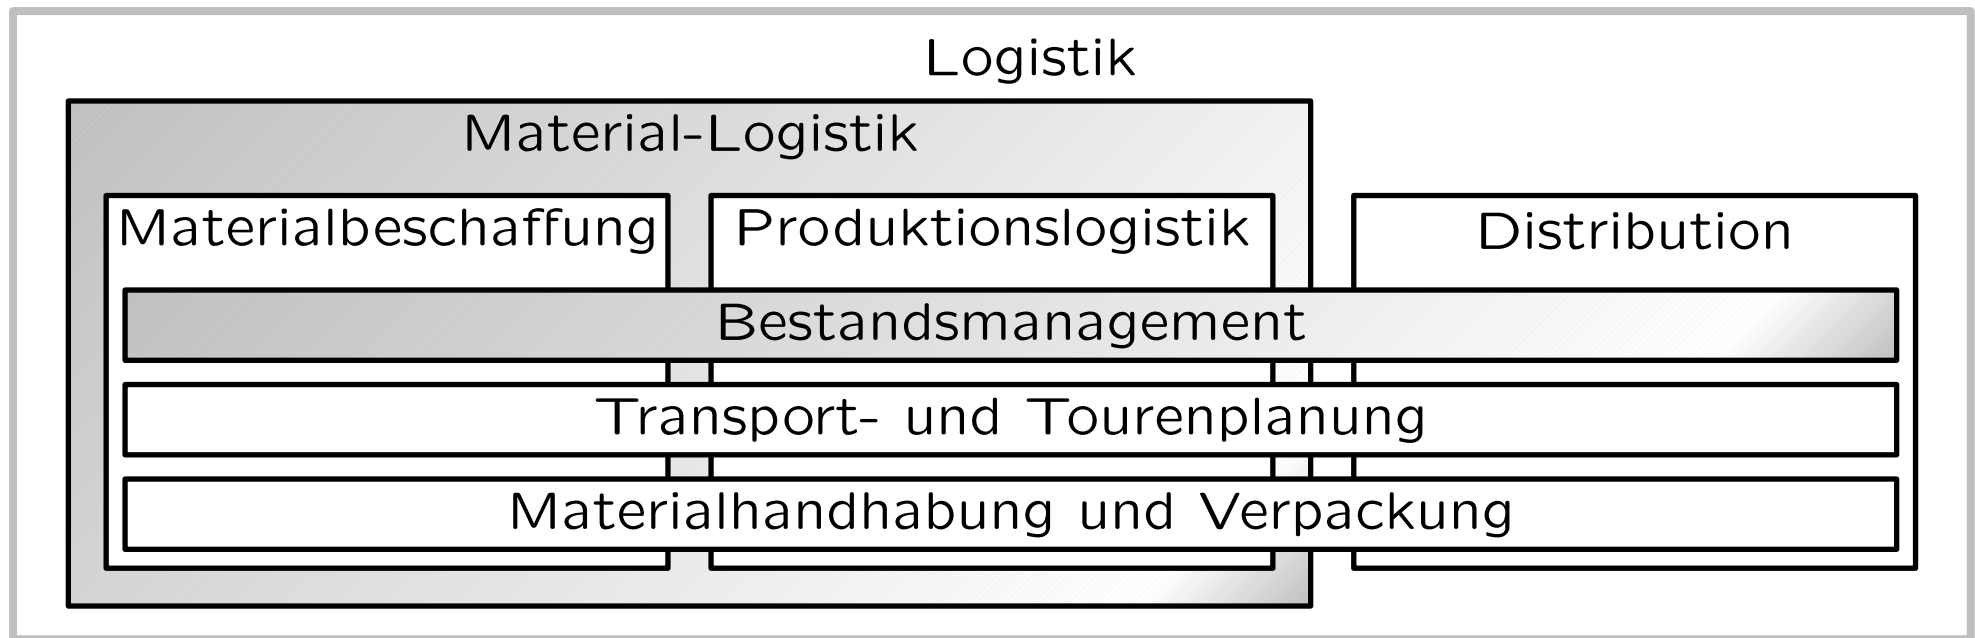 Logistik
Material-Logistik
Materialbeschaffung
Produktionslogistik
Distribution
Bestandsmanagement
Transport- und Tourenplanung
Materialhandhabung und Verpackung